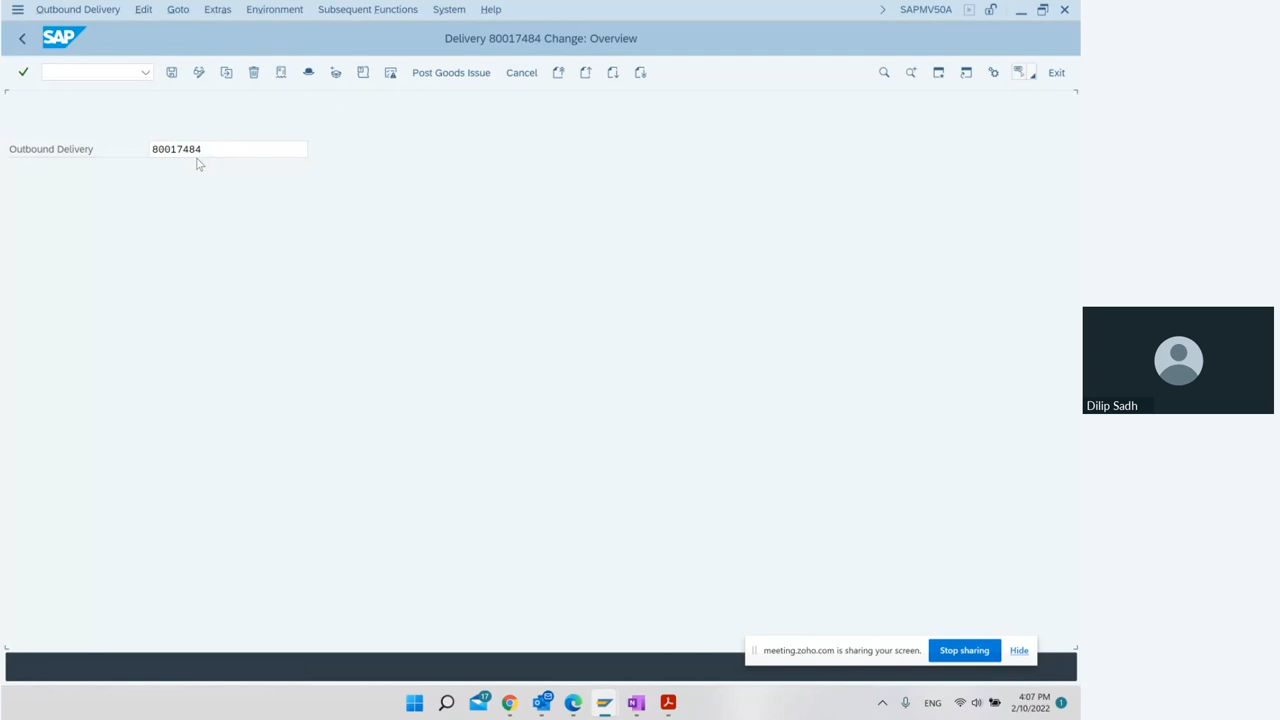 Outbound Delivery Edit Goto Extras Environment Subsequent Functions System Help SAPMV50A
SAP Delivery 80017484 Change: Overview
Post Goods Issue Cancel Exit
Outbound Delivery 80017484
Dilip Sadh
meeting.zoho.com is sharing your screen. Stop sharing Hide
17
ENG
4:07 PM
2/10/2022
1